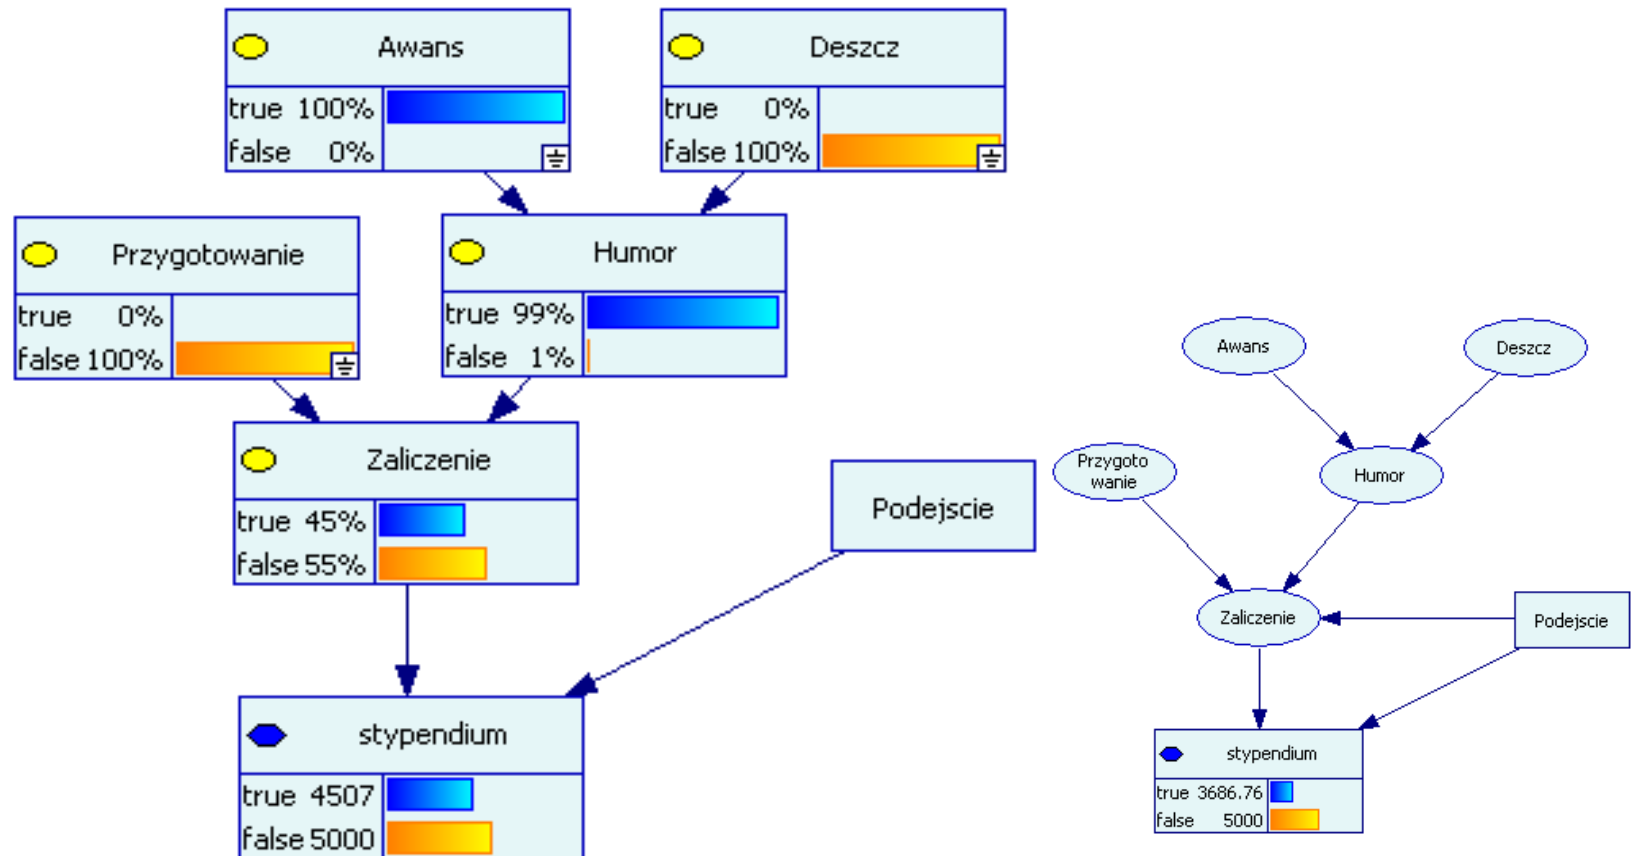 Awans
true 100%
false 0%
Deszcz
true 0%
false 100%
Przygotowanie
true 0%
false 100%
Humor
true 99%
false 1%
Zaliczenie
true 45%
false 55%
Podejscie
stypendium
true 4507
false 5000
Awans
Deszcz
Przygoto
wanie
Humor
Zaliczenie
Podejscie
stypendium
true 3686.76
false 5000